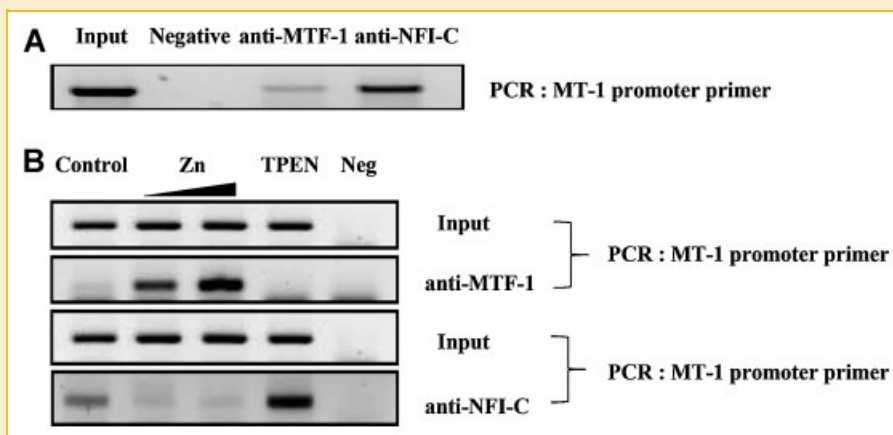 A
Input Negative anti-MTF-1 anti-NFI-C
PCR : MT-1 promoter primer
B
Control Zn TPEN Neg
Input
PCR : MT-1 promoter primer
anti-MTF-1
Input
PCR : MT-1 promoter primer
anti-NFI-C